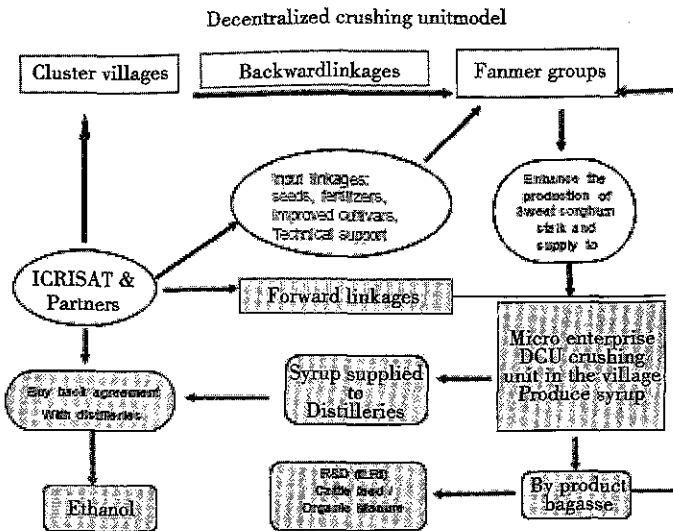 Decentralized crushing unitmodel
Cluster villages
Backwardlinkages
Fanmer groups
Input linkages:
seeds, fertilizers,
Improved cultivars,
Technical support
Enhance the
production of
Sweet sorghum
stalk and
supply to
ICRISAT &
Partners
Forward linkages
Micro enterprise
DCU crushing
unit in the village
Produce syrup
Syrup supplied
to
Distilleries
Buy back agreement
With distilleries
Ethanol
R&D
Cattle feed
Organic Manure
By product
bagasse